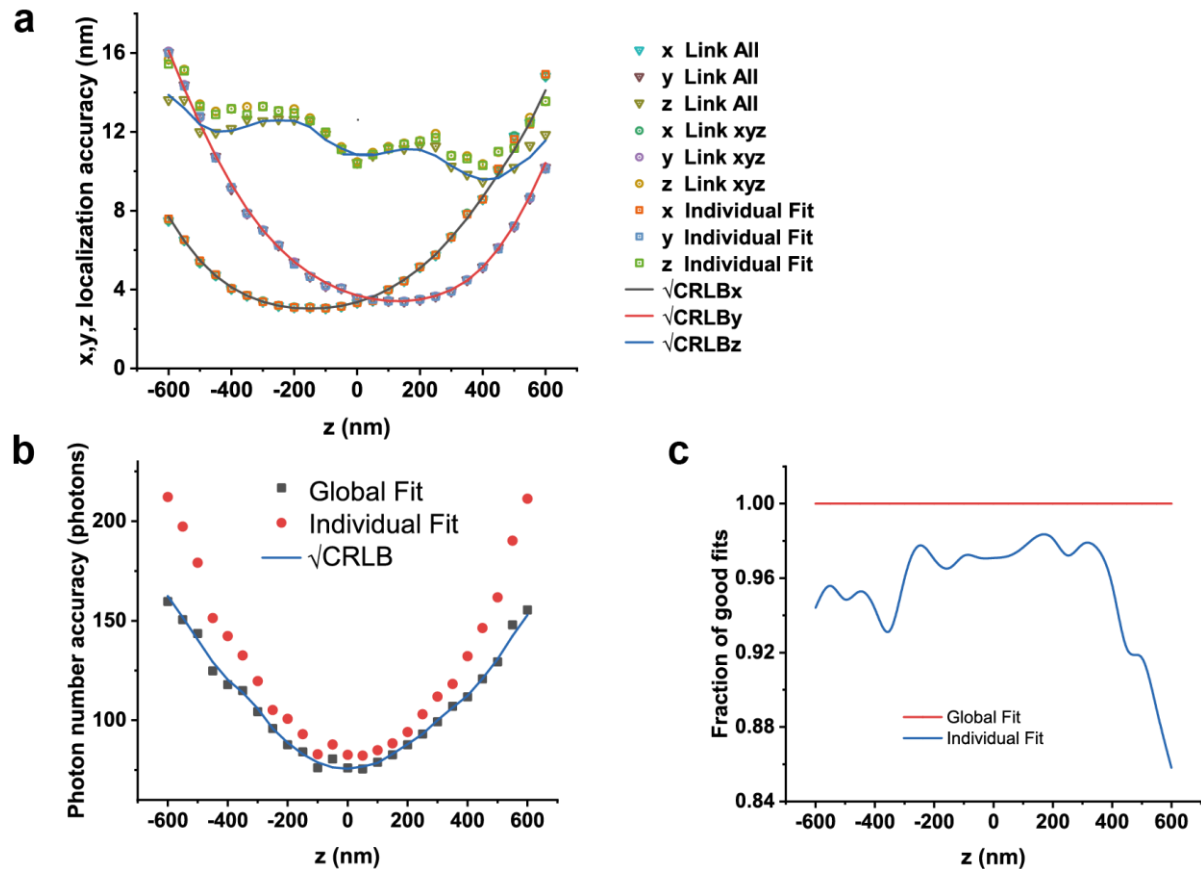 a
x,y,z localization accuracy (nm)
16
12
8
4
0
-600 -400 -200 0 200 400 600
z (nm)
x Link All
y Link All
z Link All
x Link xyz
y Link xyz
z Link xyz
x Individual Fit
y Individual Fit
z Individual Fit
√CRLBx
√CRLBy
√CRLBz
b
Photon number accuracy (photons)
200
150
100
-600 -400 -200 0 200 400 600
z (nm)
Global Fit
Individual Fit
√CRLB
c
Fraction of good fits
1.00
0.96
0.92
0.88
0.84
-600 -400 -200 0 200 400 600
z (nm)
Global Fit
Individual Fit